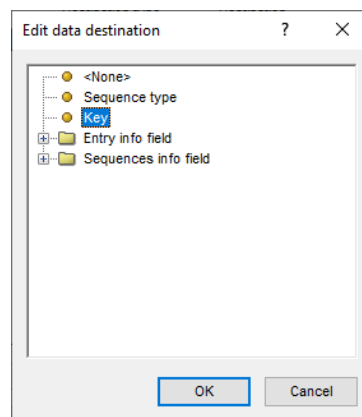 Edit data destination
?
<None>
Sequence type
Key
Entry info field
Sequences info field
OK
Cancel